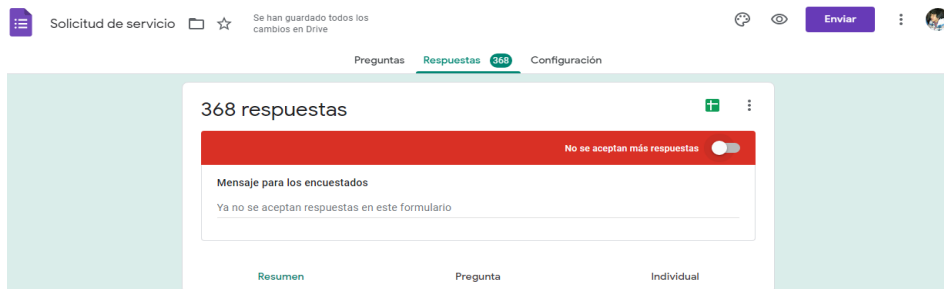 Solicitud de servicio
Se han guardado todos los
cambios en Drive
Enviar
Preguntas Respuestas 368 Configuración
368 respuestas
No se aceptan más respuestas
Mensaje para los encuestados
Ya no se aceptan respuestas en este formulario
Resumen Pregunta Individual